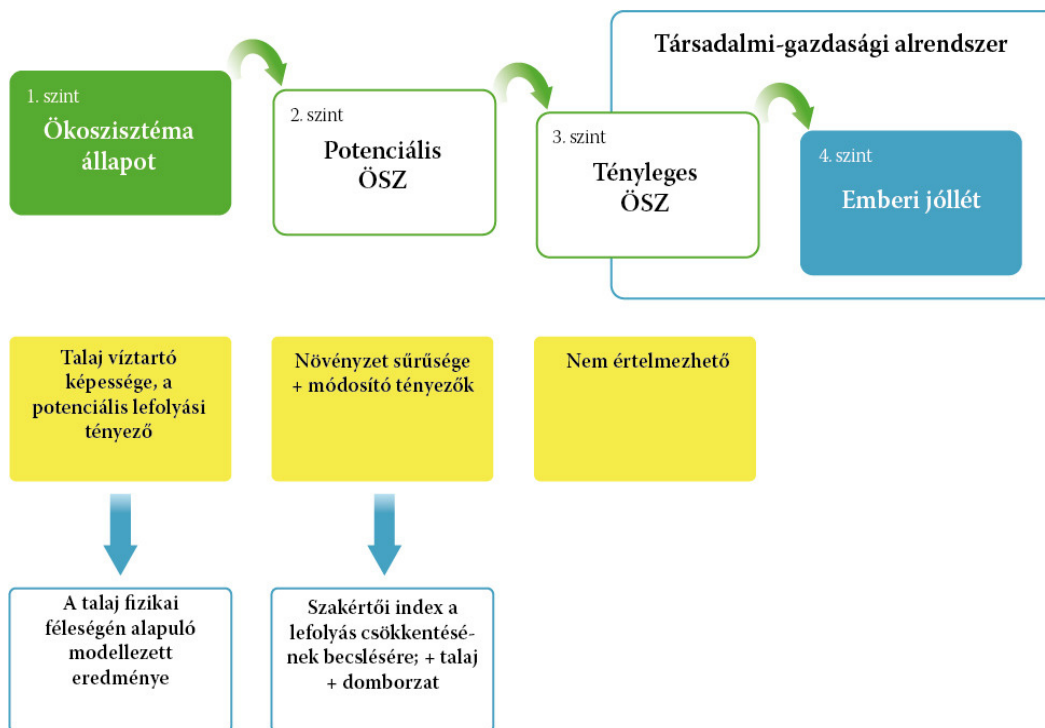 Társadalmi-gazdasági alrendszer
1. szint
Ökoszisztéma
állapot
2. szint
Potenciális
ÖSZ
3. szint
Tényleges
ÖSZ
4. szint
Emberi jóllét
Talaj víztartó
képessége, a
potenciális lefolyási
tényező
Növényzet sűrűsége
+ módosító tényezők
Nem értelmezhető
A talaj fizikai
féleségén alapuló
modellezett
eredménye
Szakértői index a
lefolyás csökkentésé-
nek becslésére; + talaj
+ domborzat